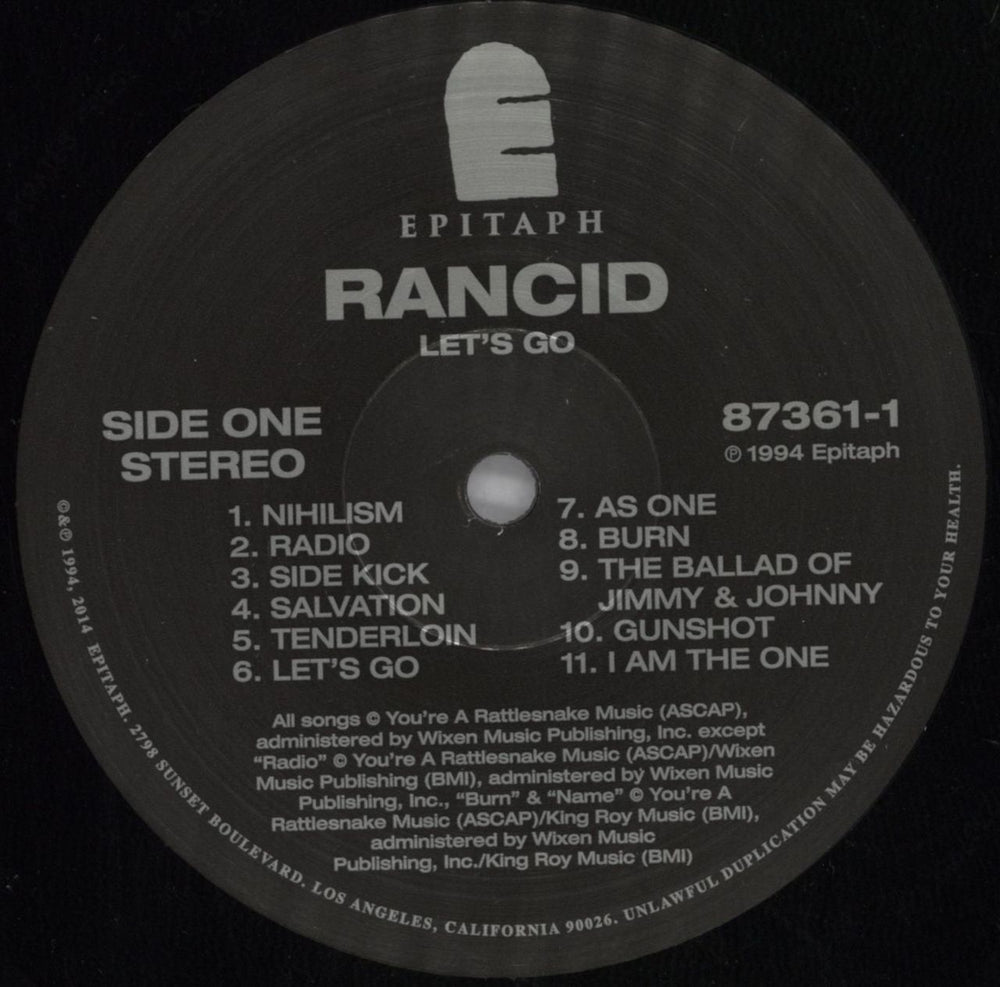 EPITAPH
RANCID
LET'S GO
SIDE ONE
STEREO
87361-1
℗ 1994 Epitaph
1. NIHILISM
2. RADIO
3. SIDE KICK
4. SALVATION
5. TENDERLOIN
6. LET'S GO
7. AS ONE
8. BURN
9. THE BALLAD OF
JIMMY & JOHNNY
10. GUNSHOT
11. I AM THE ONE
All songs © You're A Rattlesnake Music (ASCAP),
administered by Wixen Music Publishing, Inc. except
“Radio” © You're A Rattlesnake Music (ASCAP)/Wixen
Music Publishing (BMI), administered by Wixen Music
Publishing, Inc., “Burn” & “Name” © You're A
Rattlesnake Music (ASCAP)/King Roy Music (BMI),
administered by Wixen Music
Publishing, Inc./King Roy Music (BMI)
©&℗ 1994, 2014 EPITAPH. 2798 SUNSET BOULEVARD. LOS ANGELES, CALIFORNIA 90026. UNLAWFUL DUPLICATION MAY BE HAZARDOUS TO YOUR HEALTH.